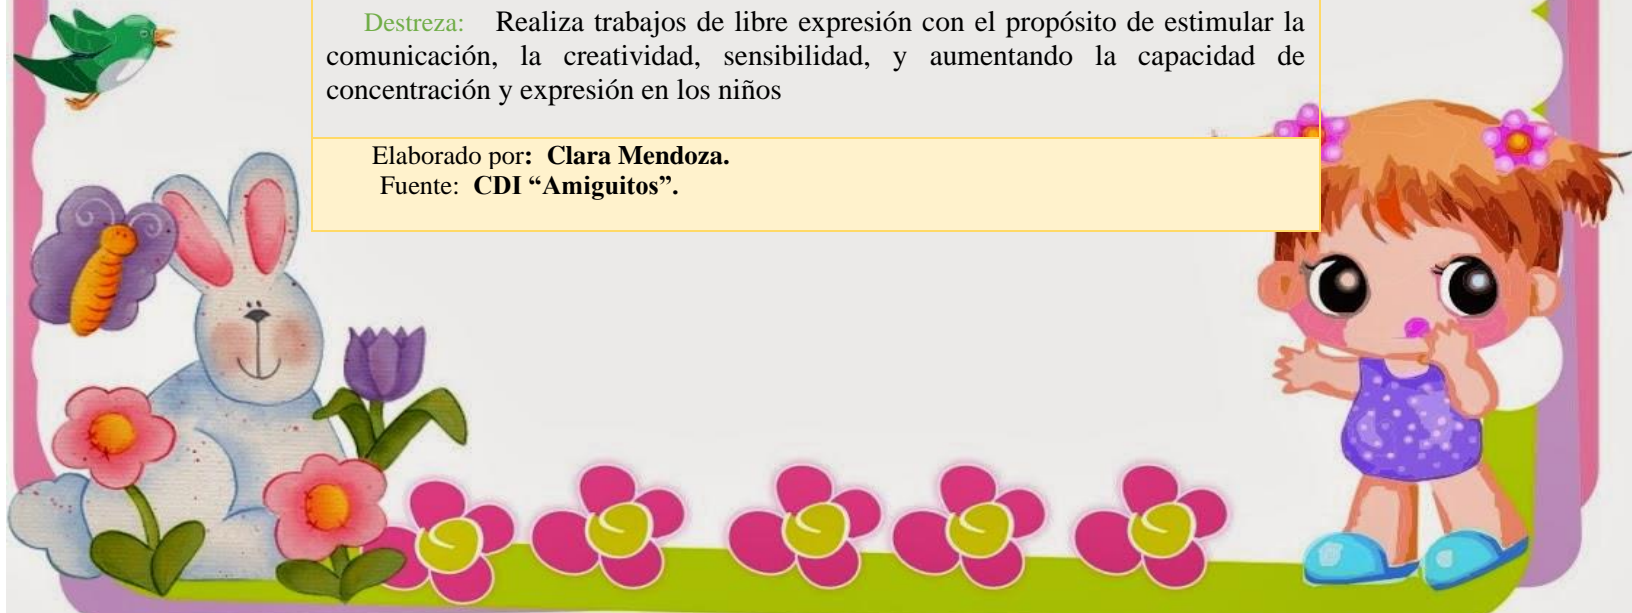 Destreza: Realiza trabajos de libre expresión con el propósito de estimular la
comunicación, la creatividad, sensibilidad, y aumentando la capacidad de
concentración y expresión en los niños
Elaborado por: Clara Mendoza.
Fuente: CDI “Amiguitos”.